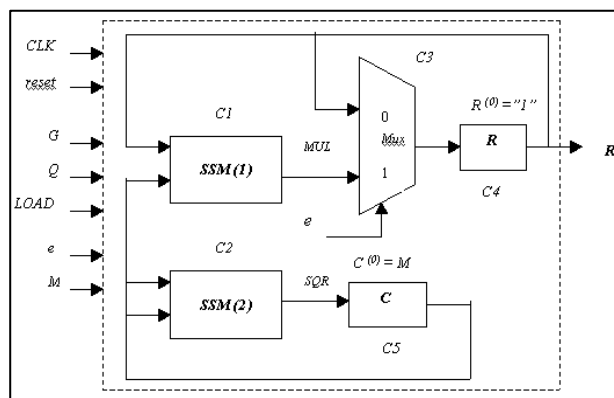 CLK
reset
G
Q
LOAD
e
M
C1
SSM(1)
MUL
C3
0
Mux
1
e
R (0) = "1"
R
C4
R
C2
SSM(2)
SQR
C (0) = M
C
C5